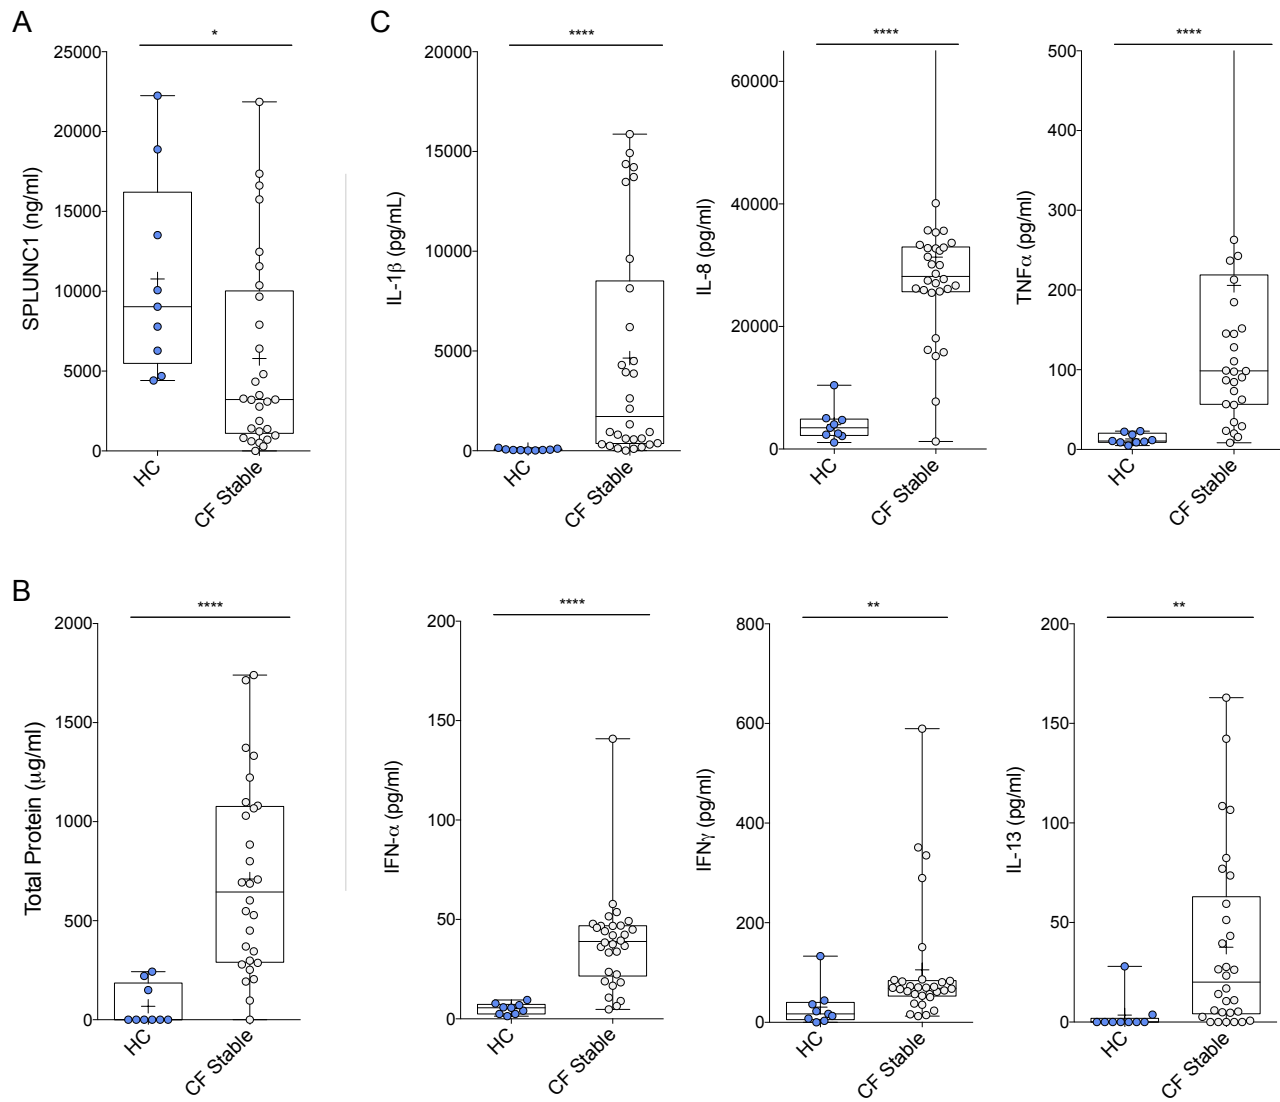 A
*
SPLUNC1 (ng/ml)
25000
20000
15000
10000
5000
0
HC
CF Stable
C
****
IL-1β (pg/mL)
20000
15000
10000
5000
0
HC
CF Stable
****
IL-8 (pg/ml)
60000
40000
20000
0
HC
CF Stable
****
TNFα (pg/ml)
500
400
300
200
100
0
HC
CF Stable
B
****
Total Protein (μg/ml)
2000
1500
1000
500
0
HC
CF Stable
****
IFN-α (pg/ml)
200
150
100
50
0
HC
CF Stable
**
IFNγ (pg/ml)
800
600
400
200
0
HC
CF Stable
**
IL-13 (pg/ml)
200
150
100
50
0
HC
CF Stable